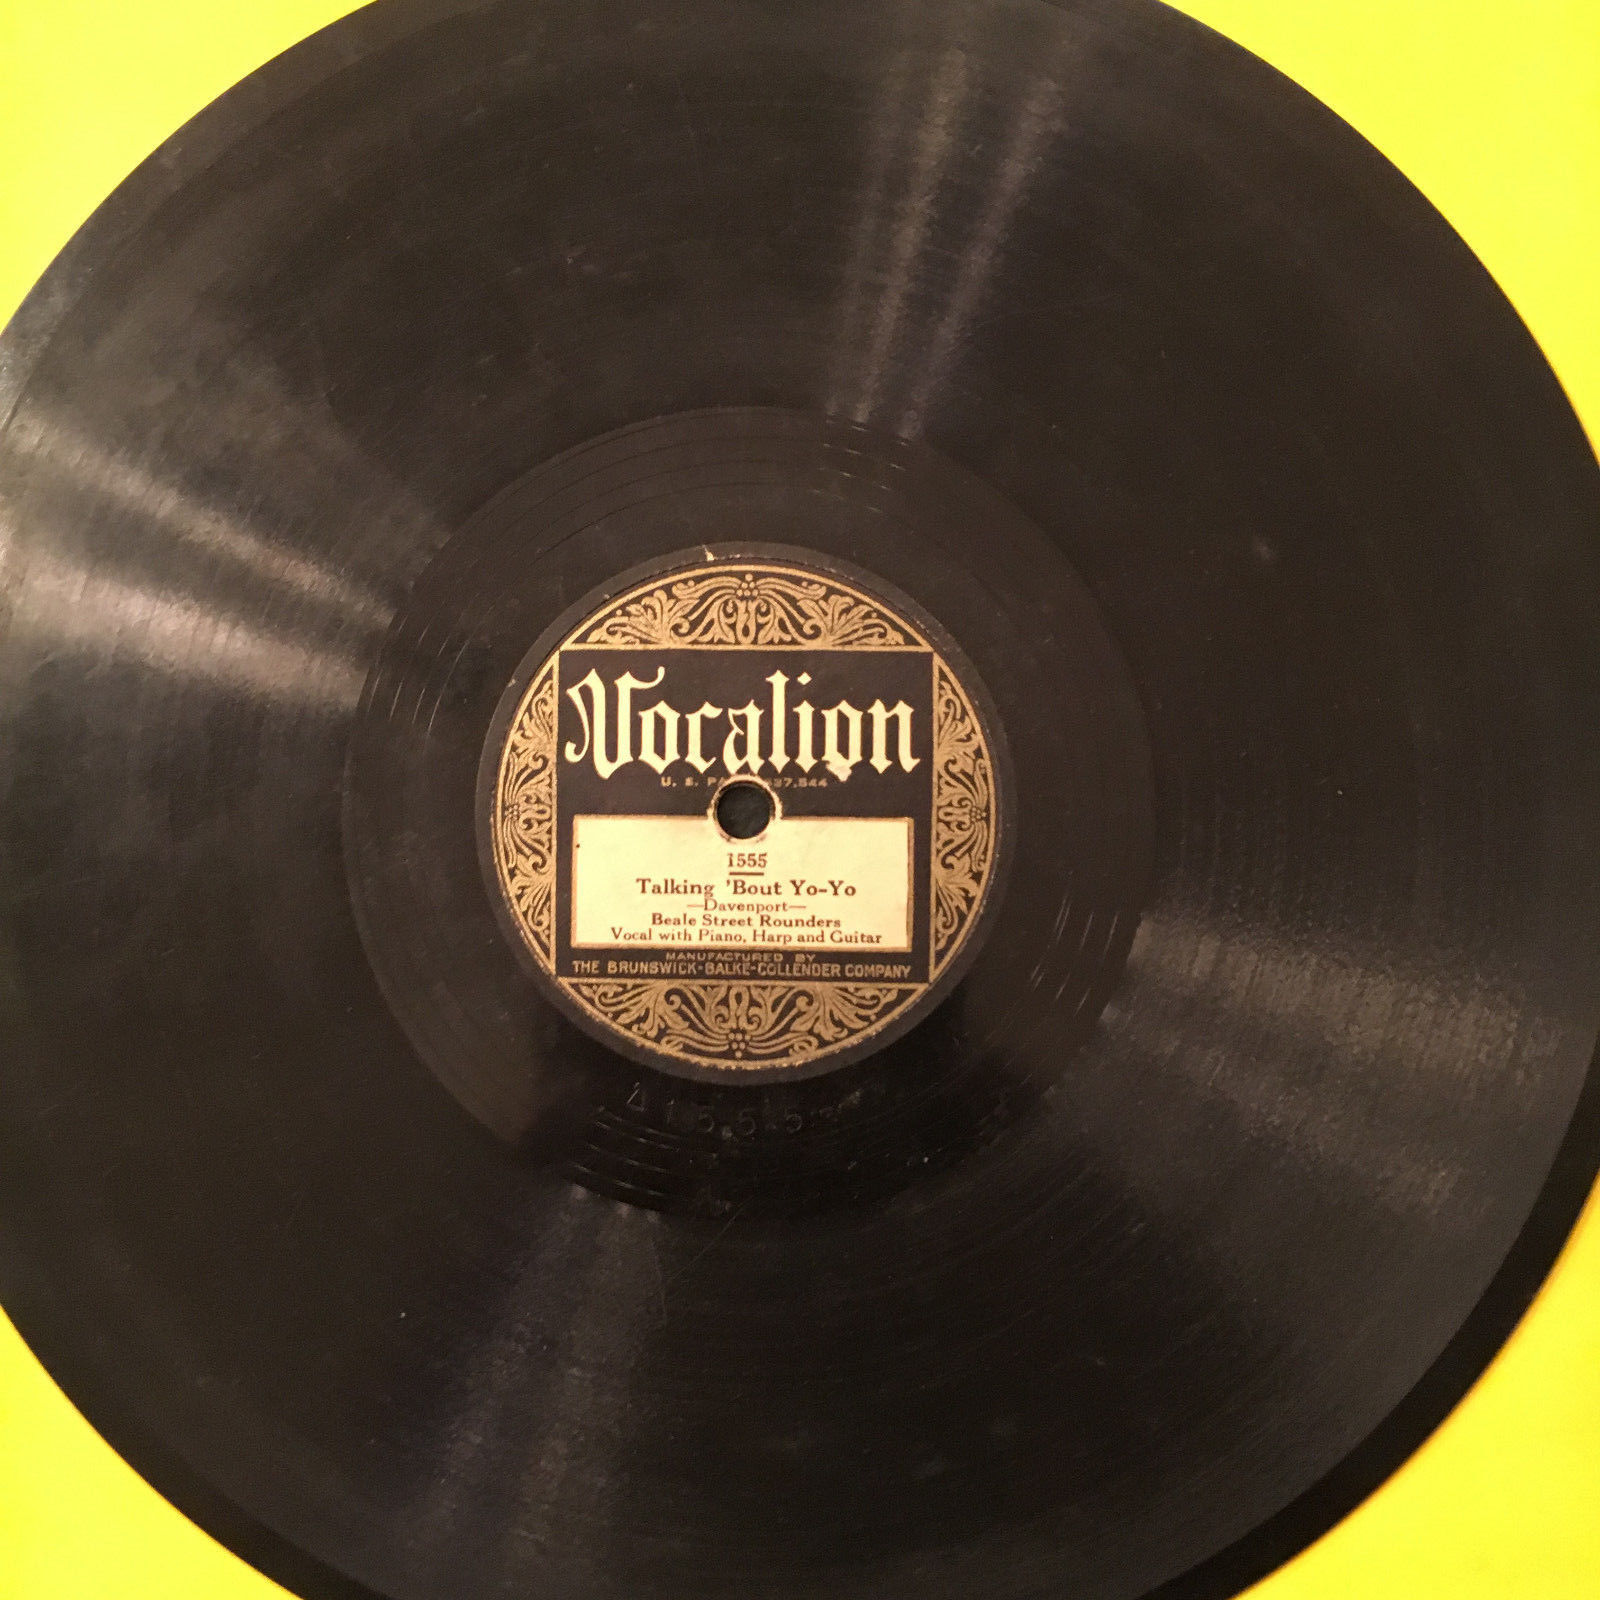 Vocalion
1555
Talking 'Bout Yo-Yo
—Davenport—
Beale Street Rounders
Vocal with Piano, Harp and Guitar
MANUFACTURED BY
THE BRUNSWICK-BALKE-COLLENDER COMPANY